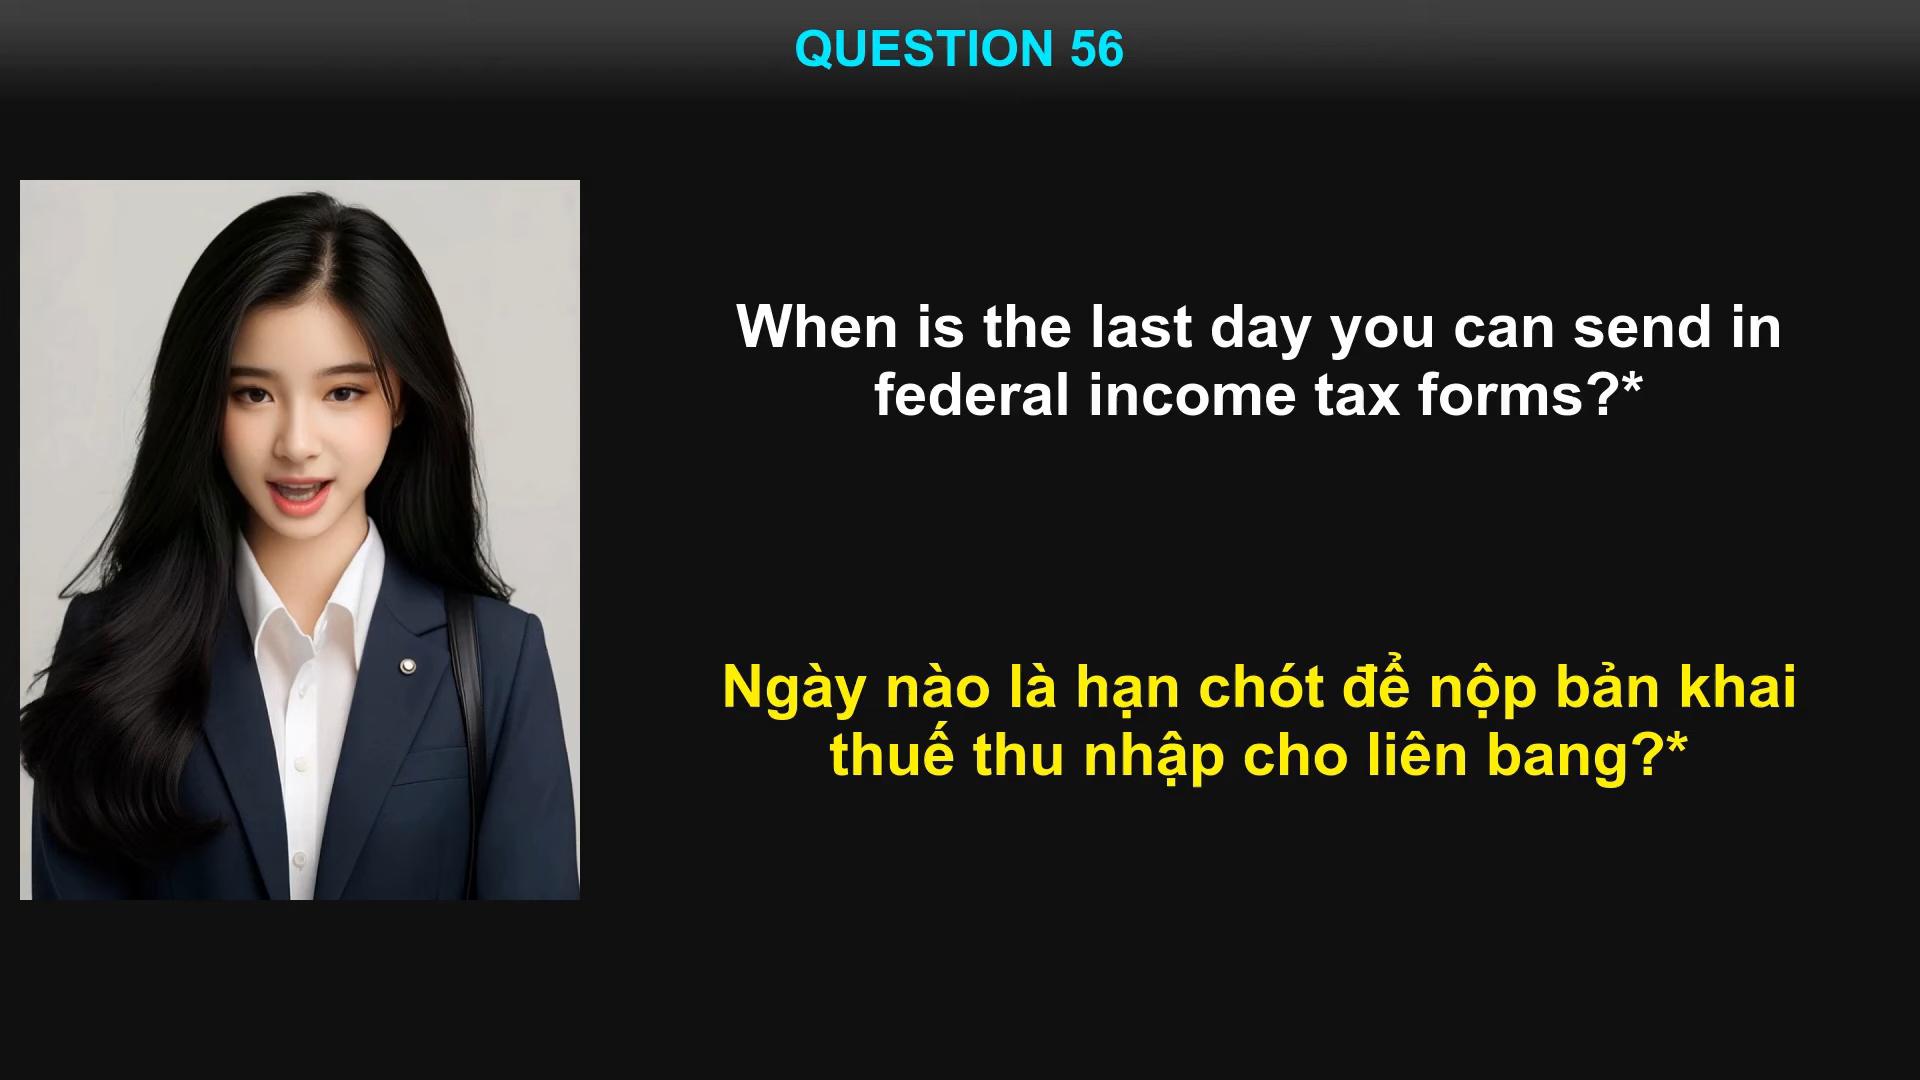 QUESTION 56
When is the last day you can send in
federal income tax forms?*
Ngày nào là hạn chót để nộp bản khai
thuế thu nhập cho liên bang?*